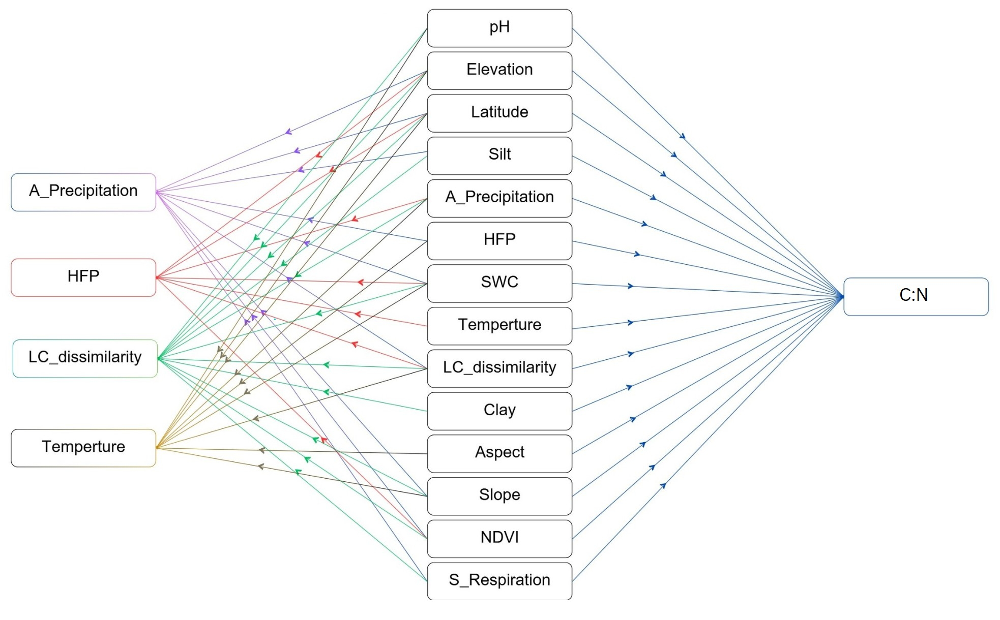 A_Precipitation
HFP
LC_dissimilarity
Temperture
pH
Elevation
Latitude
Silt
A_Precipitation
HFP
SWC
Temperture
LC_dissimilarity
Clay
Aspect
Slope
NDVI
S_Respiration
C:N